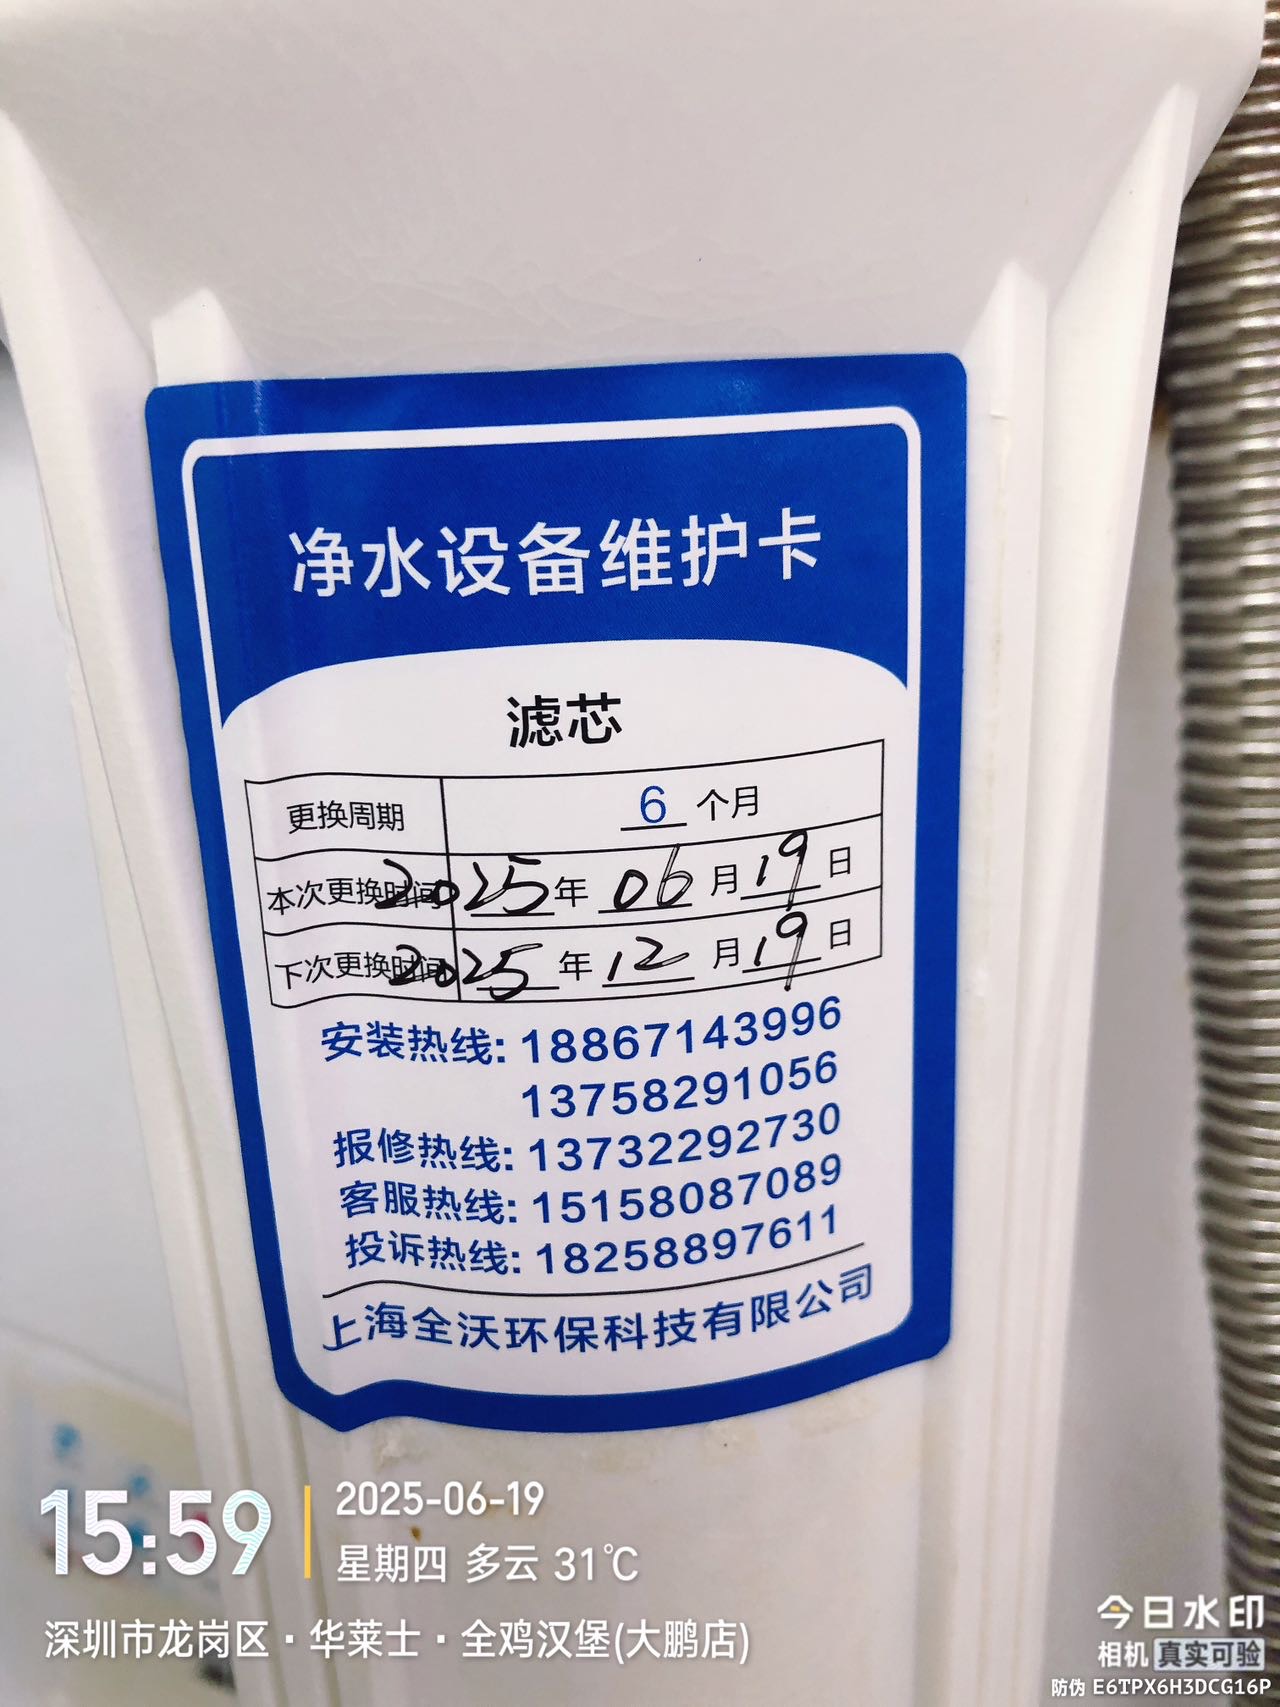 净水设备维护卡
滤芯
更换周期 6 个月
本次更换时间 2025 年 06 月 19 日
下次更换时间 2025 年 12 月 19 日
安装热线: 18867143996
13758291056
报修热线: 13732292730
客服热线: 15158087089
投诉热线: 18258897611
上海全沃环保科技有限公司
15:59
2025-06-19
星期四 多云 31℃
深圳市龙岗区·华莱士·全鸡汉堡(大鹏店)
今日水印
相机 真实可验
防伪 E6TPX6H3DCG16P